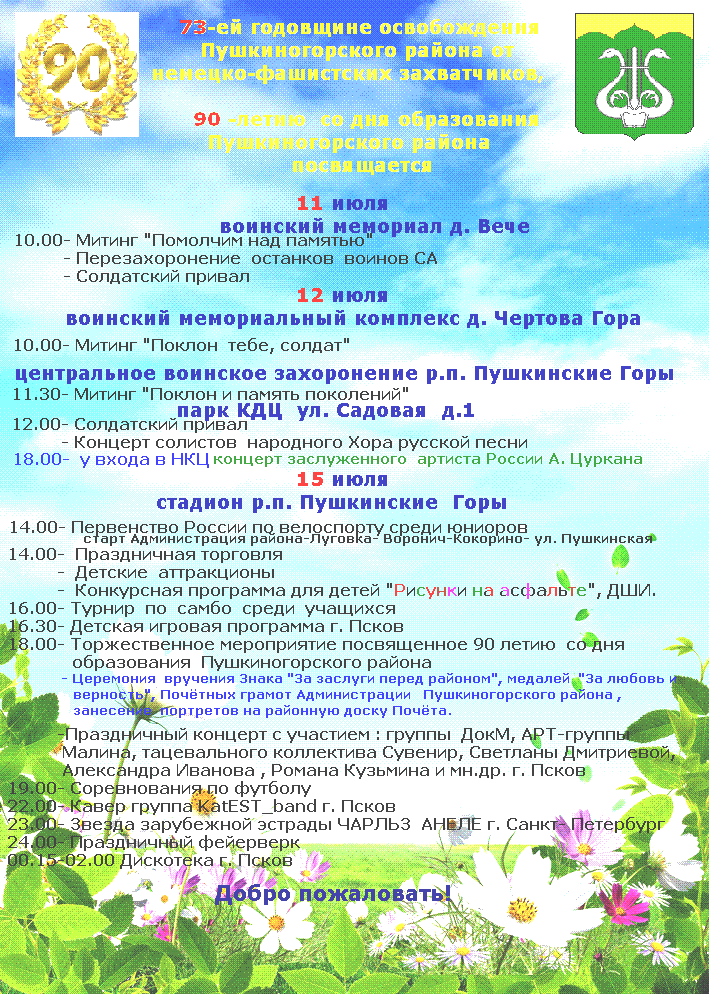 90
73-ей годовщине освобождения
Пушкиногорского района от
немецко-фашистских захватчиков,
90 -летию со дня образования
Пушкиногорского района
посвящается
11 июля
воинский мемориал д. Вече
10.00- Митинг "Помолчим над памятью"
- Перезахоронение останков воинов СА
- Солдатский привал
12 июля
воинский мемориальный комплекс д. Чертова Гора
10.00- Митинг "Поклон тебе, солдат"
центральное воинское захоронение р.п. Пушкинские Горы
11.30- Митинг "Поклон и память поколений"
парк КДЦ ул. Садовая д.1
12.00- Солдатский привал
- Концерт солистов народного Хора русской песни
18.00- у входа в НКЦ концерт заслуженного артиста России А. Цуркана
15 июля
стадион р.п. Пушкинские Горы
14.00- Первенство России по велоспорту среди юниоров
старт Администрация района-Луговка- Воронич-Кокорино- ул. Пушкинская
14.00- Праздничная торговля
- Детские аттракционы
- Конкурсная программа для детей "Рисунки на асфальте", ДШИ.
16.00- Турнир по самбо среди учащихся
16.30- Детская игровая программа г. Псков
18.00- Торжественное мероприятие посвященное 90 летию со дня
образования Пушкиногорского района
- Церемония вручения Знака "За заслуги перед районом", медалей "За любовь и
верность", Почётных грамот Администрации Пушкиногорского района ,
занесение портретов на районную доску Почёта.
-Праздничный концерт с участием : группы ДокМ, АРТ-группы
Малина, тацевального коллектива Сувенир, Светланы Дмитриевой,
Александра Иванова , Романа Кузьмина и мн.др. г. Псков
19.00- Соревнования по футболу
22.00- Кавер группа KatEST_band г. Псков
23.00- Звезда зарубежной эстрады ЧАРЛЬЗ АНЕЛЕ г. Санкт- Петербург
24.00- Праздничный фейерверк
00.15-02.00 Дискотека г. Псков
Добро пожаловать!